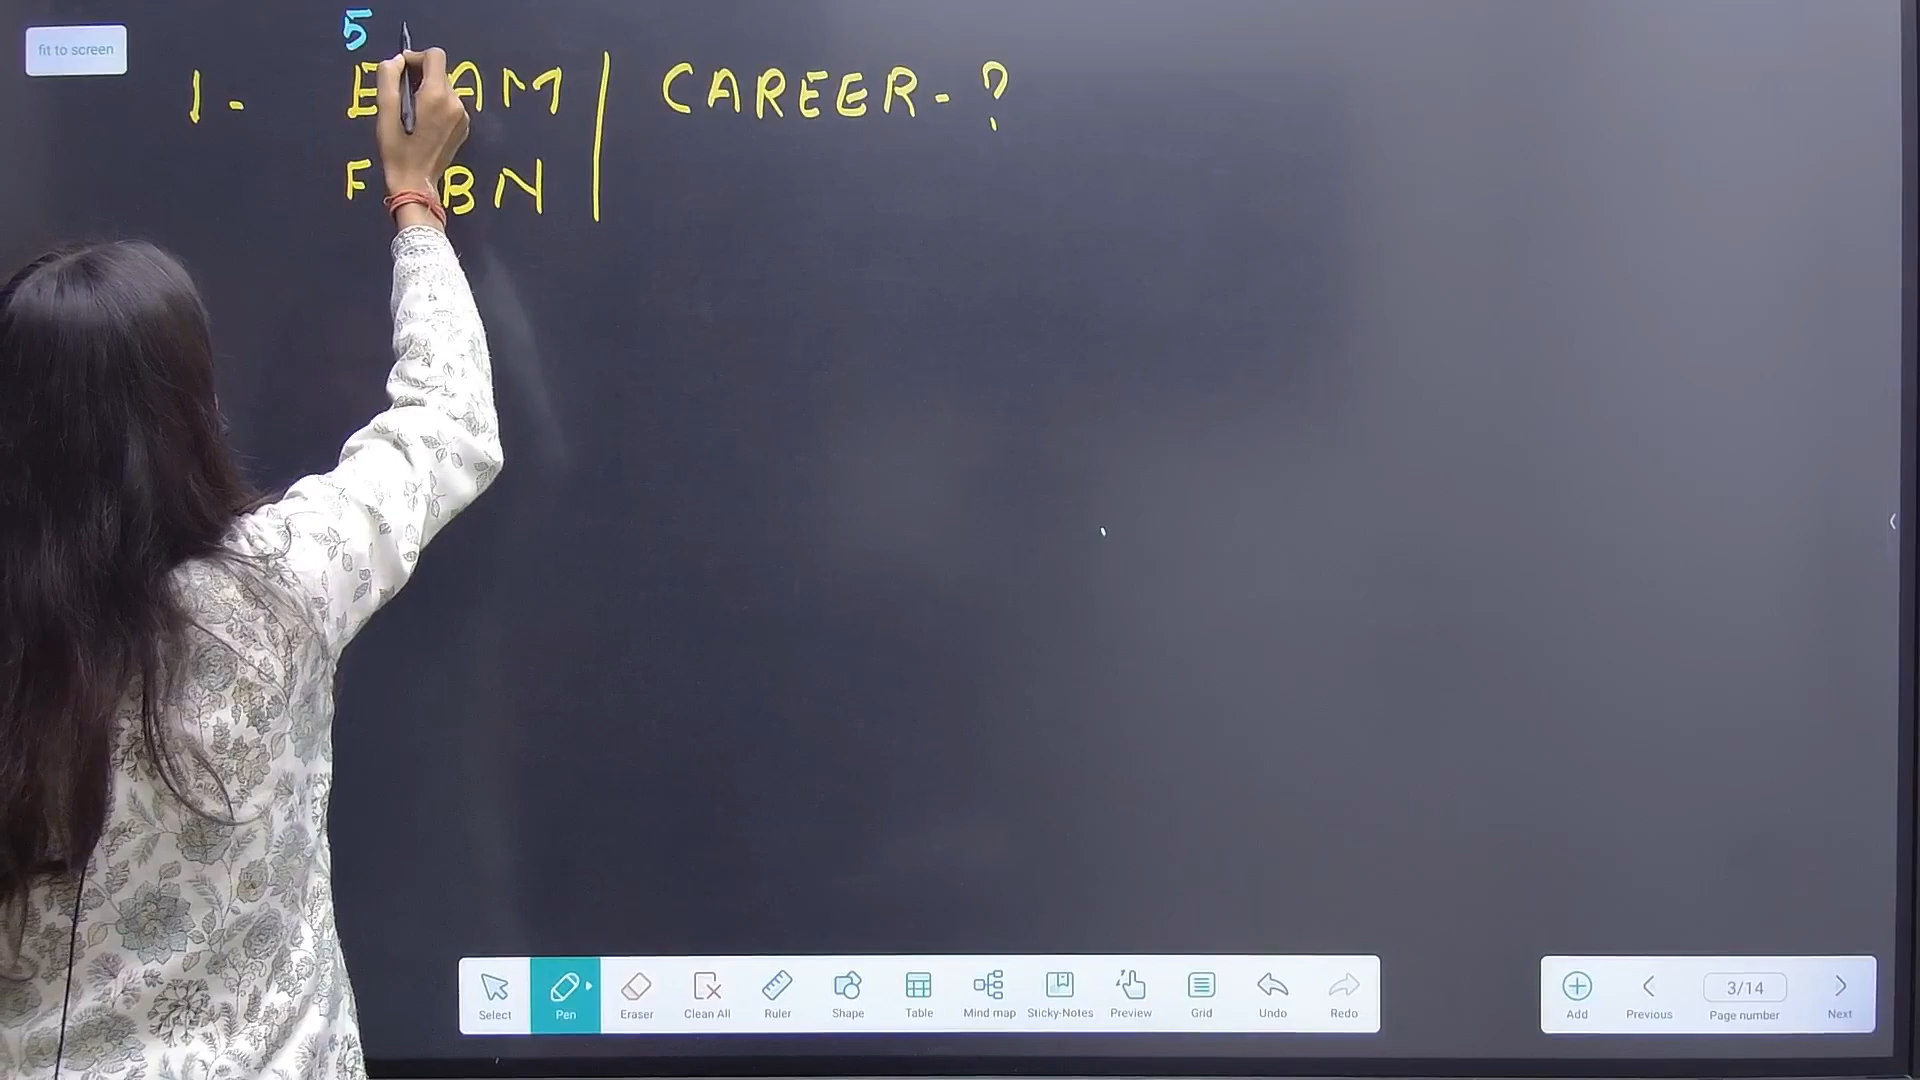 fit to screen
5
1 - E AM | CAREER - ?
F BN
Select Pen Eraser Clean All Ruler Shape Table Mind map Sticky-Notes Preview Grid Undo Redo
Add Previous 3/14 Page number Next